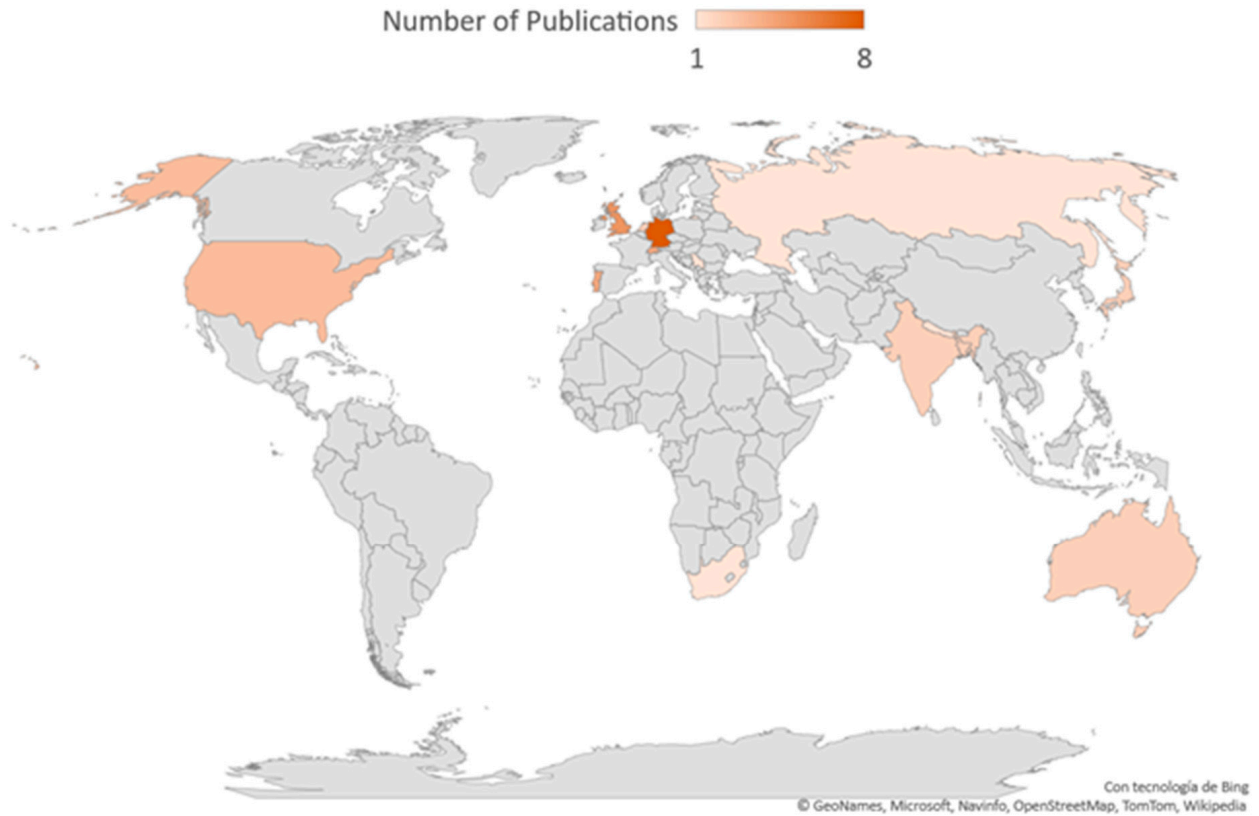 Number of Publications
1 8
Con tecnología de Bing
© GeoNames, Microsoft, Navinfo, OpenStreetMap, TomTom, Wikipedia